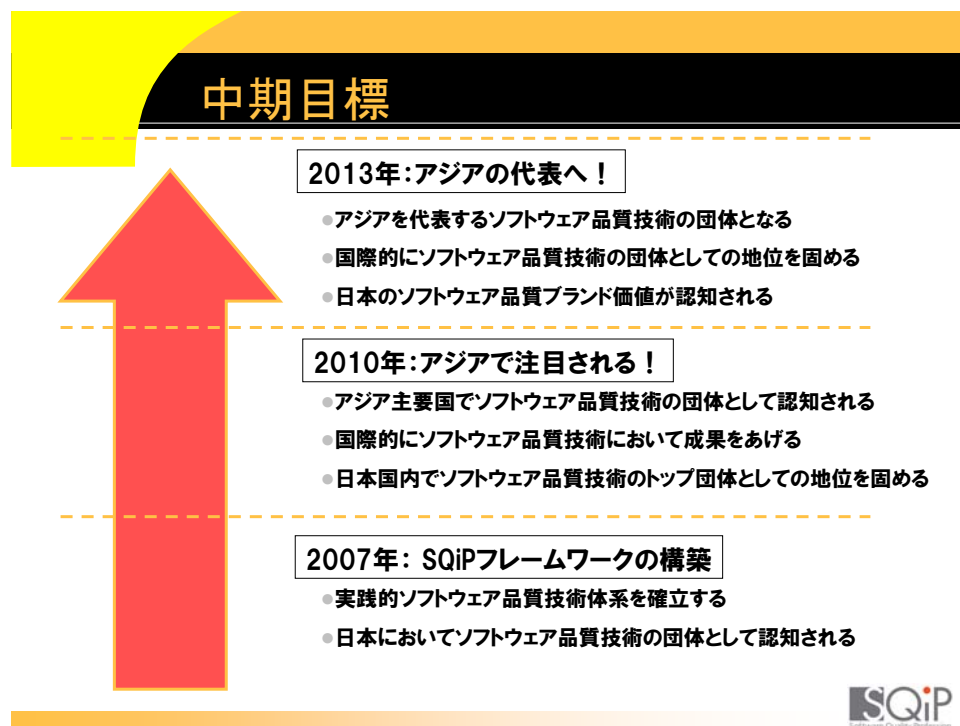 中期目標
2013年：アジアの代表へ！
●アジアを代表するソフトウェア品質技術の団体となる
●国際的にソフトウェア品質技術の団体としての地位を固める
●日本のソフトウェア品質ブランド価値が認知される
2010年：アジアで注目される！
●アジア主要国でソフトウェア品質技術の団体として認知される
●国際的にソフトウェア品質技術において成果をあげる
●日本国内でソフトウェア品質技術のトップ団体としての地位を固める
2007年： SQiPフレームワークの構築
●実践的ソフトウェア品質技術体系を確立する
●日本においてソフトウェア品質技術の団体として認知される
SQiP